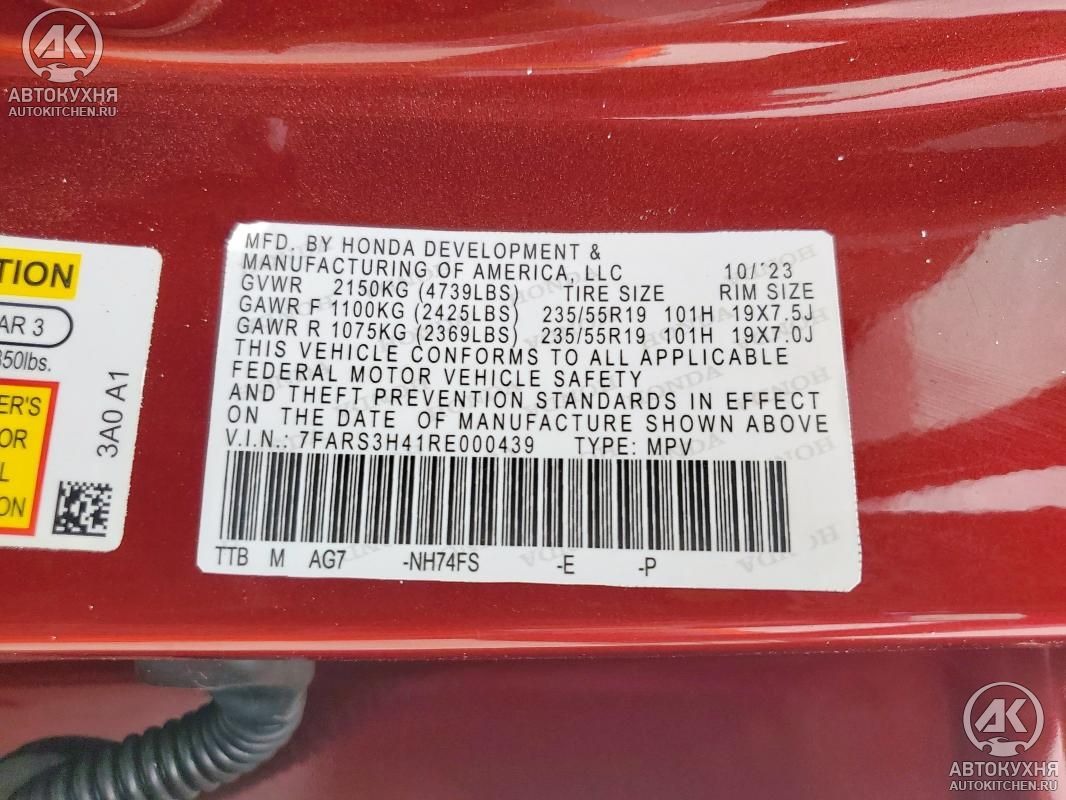 AK
АВТОКУХНЯ
AUTOKITCHEN.RU
TION
AR 3
850lbs.
ER'S
OR
L
ON
3A0 A1
MFD. BY HONDA DEVELOPMENT &
MANUFACTURING OF AMERICA, LLC 10/'23
GVWR 2150KG (4739LBS) TIRE SIZE RIM SIZE
GAWR F 1100KG (2425LBS) 235/55R19 101H 19X7.5J
GAWR R 1075KG (2369LBS) 235/55R19 101H 19X7.0J
THIS VEHICLE CONFORMS TO ALL APPLICABLE
FEDERAL MOTOR VEHICLE SAFETY
AND THEFT PREVENTION STANDARDS IN EFFECT
ON THE DATE OF MANUFACTURE SHOWN ABOVE
V.I.N.: 7FARS3H41RE000439 TYPE: MPV
TTB M AG7 -NH74FS -E -P
AK
АВТОКУХНЯ
AUTOKITCHEN.RU